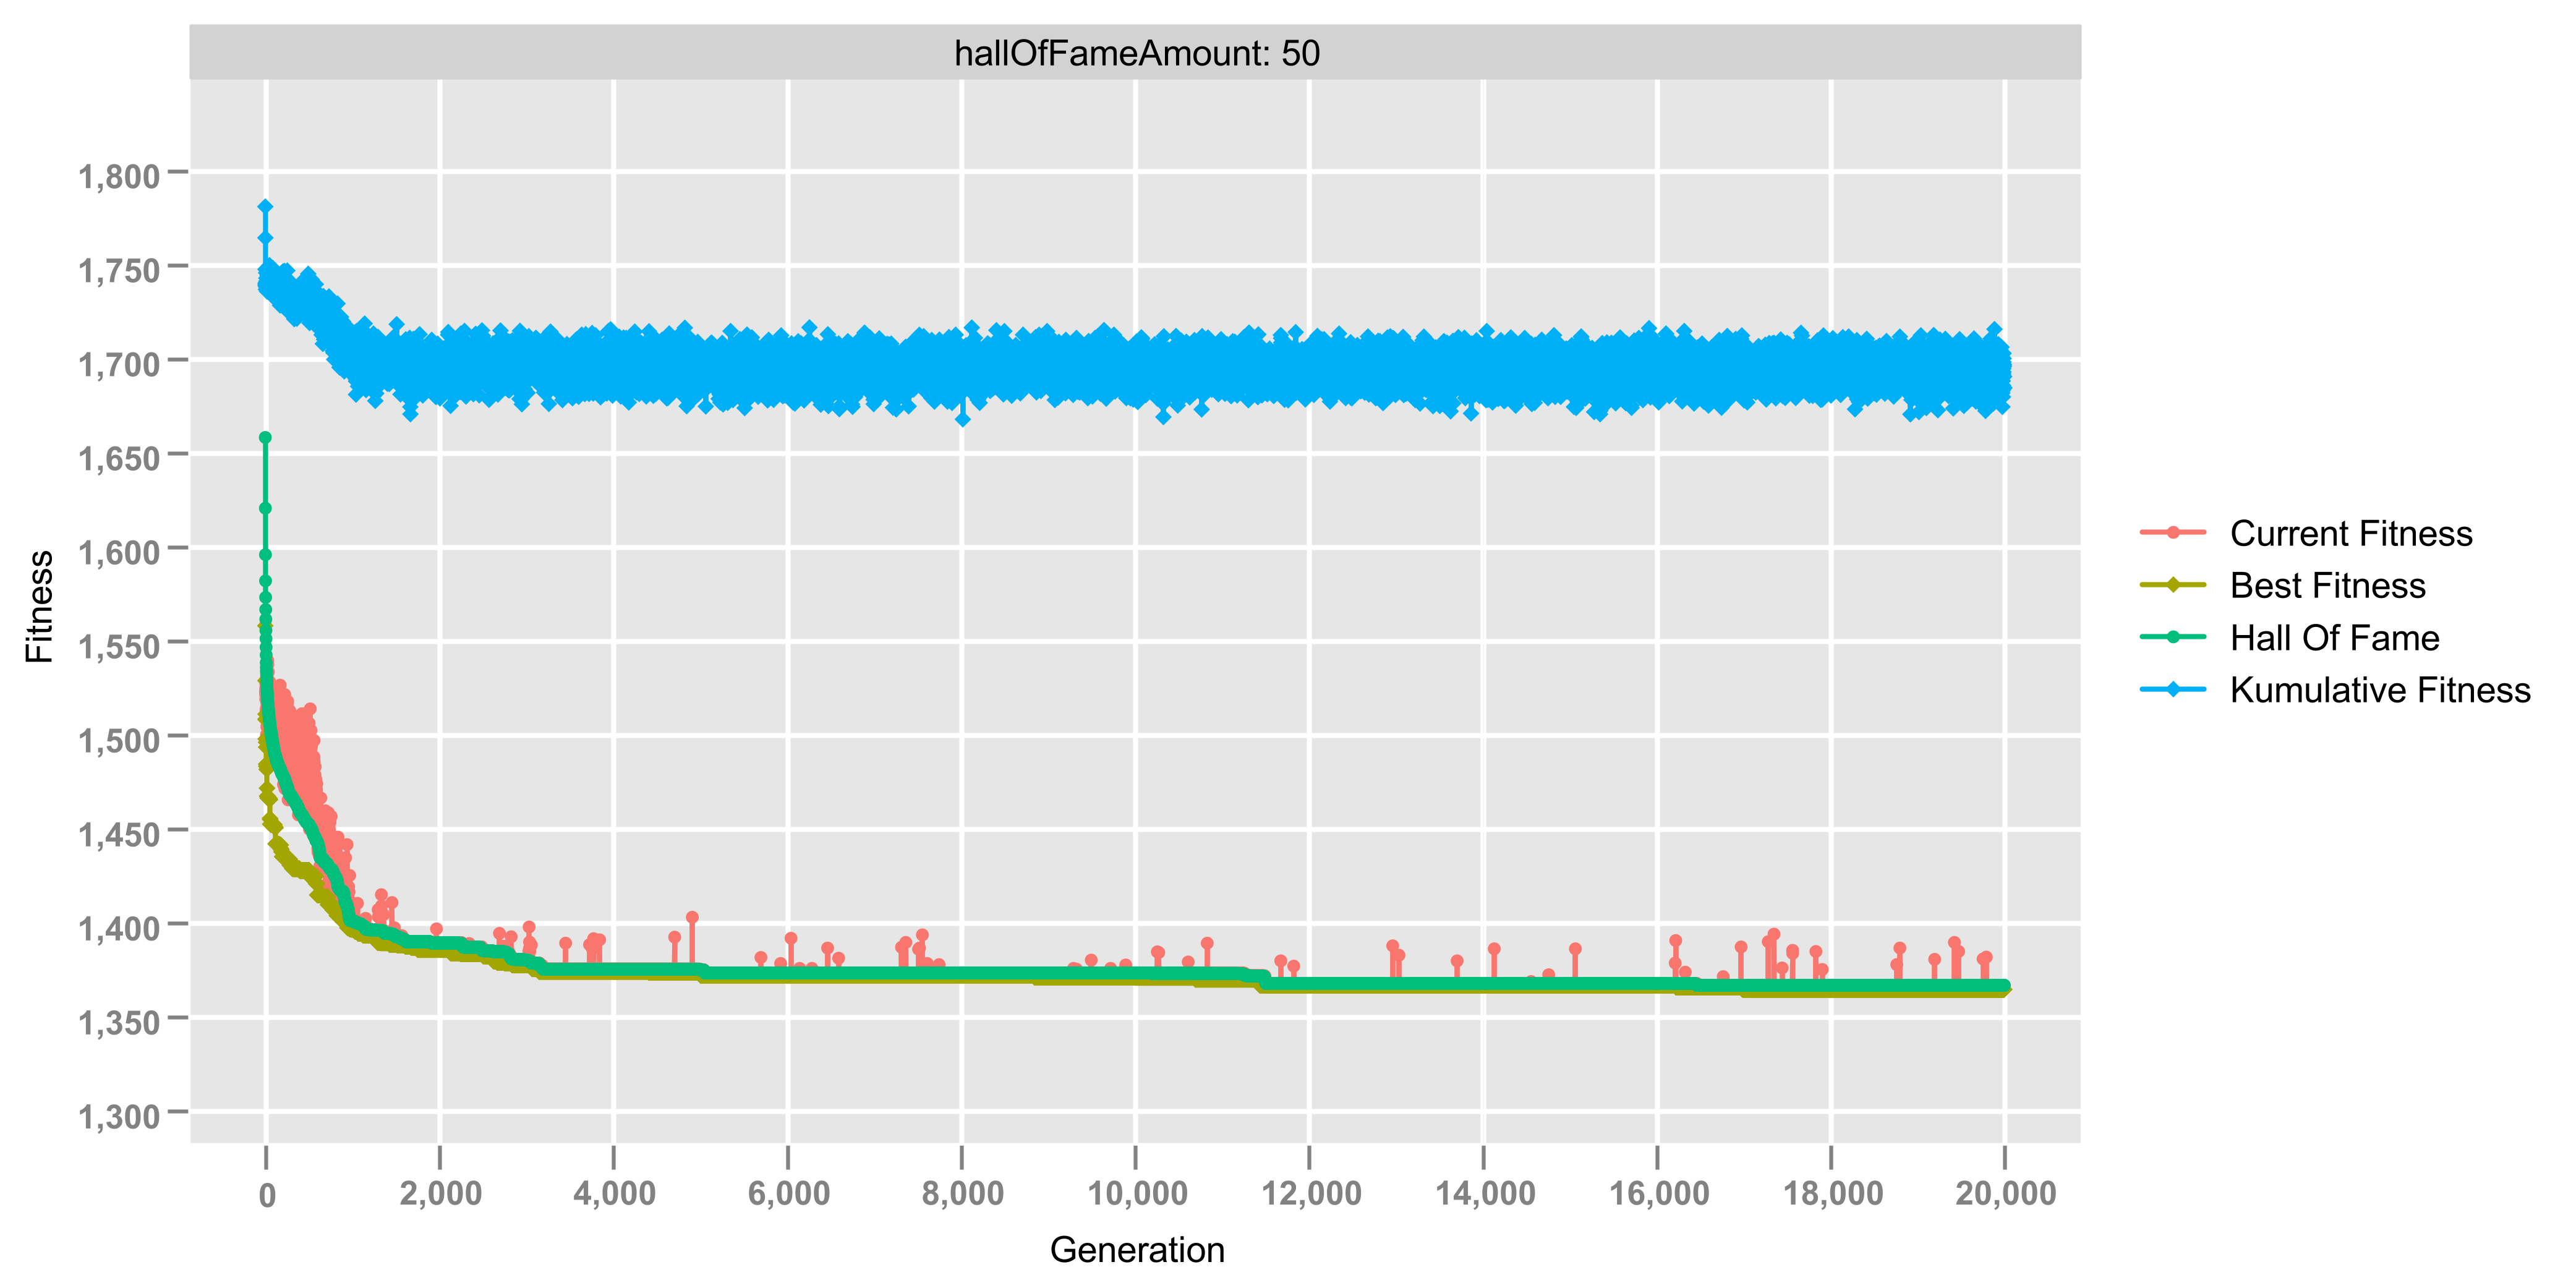 hallOfFameAmount: 50
1,800
1,750
1,700
1,650
1,600
1,550
1,500
1,450
1,400
1,350
1,300
Fitness
0 2,000 4,000 6,000 8,000 10,000 12,000 14,000 16,000 18,000 20,000
Generation
Current Fitness
Best Fitness
Hall Of Fame
Kumulative Fitness